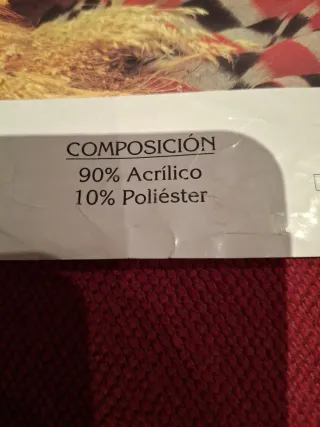 COMPOSICIÓN
90% Acrílico
10% Poliéster